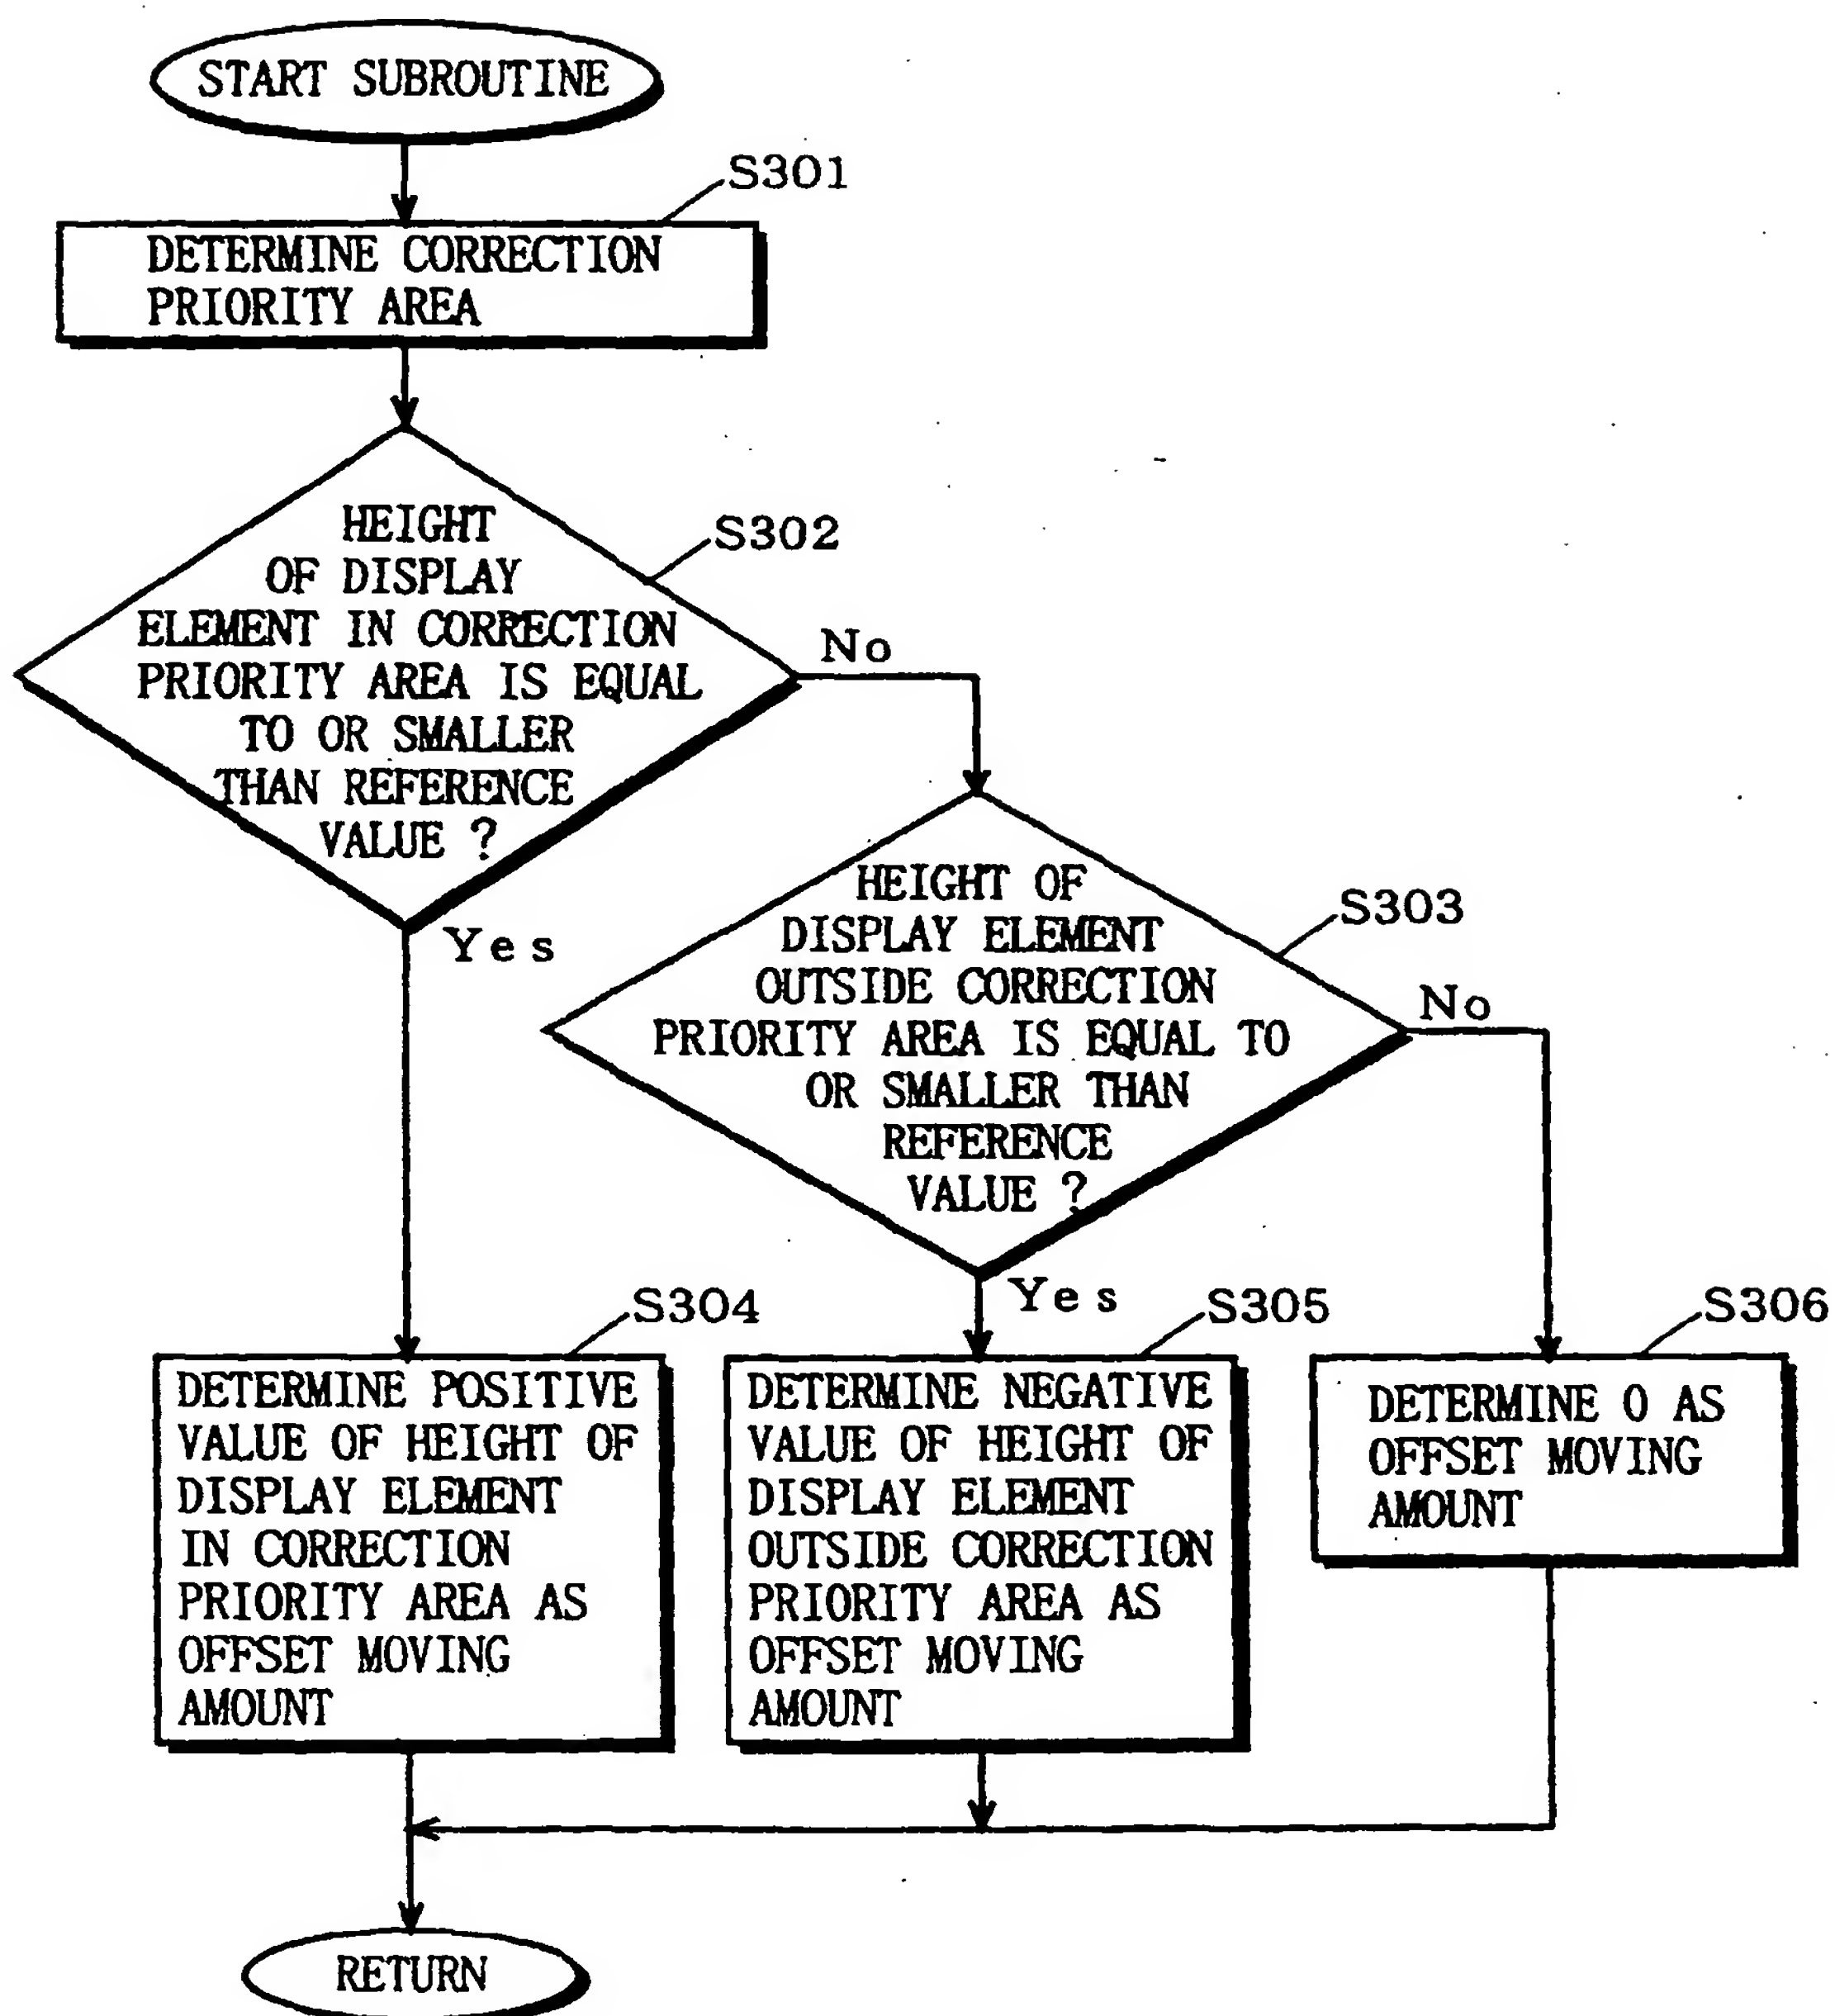 START SUBROUTINE
S301
DETERMINE CORRECTION
PRIORITY AREA
S302
HEIGHT
OF DISPLAY
ELEMENT IN CORRECTION
PRIORITY AREA IS EQUAL
TO OR SMALLER
THAN REFERENCE
VALUE ?
No
Yes
S303
HEIGHT OF
DISPLAY ELEMENT
OUTSIDE CORRECTION
PRIORITY AREA IS EQUAL TO
OR SMALLER THAN
REFERENCE
VALUE ?
No
Yes
S304
DETERMINE POSITIVE
VALUE OF HEIGHT OF
DISPLAY ELEMENT
IN CORRECTION
PRIORITY AREA AS
OFFSET MOVING
AMOUNT
S305
DETERMINE NEGATIVE
VALUE OF HEIGHT OF
DISPLAY ELEMENT
OUTSIDE CORRECTION
PRIORITY AREA AS
OFFSET MOVING
AMOUNT
S306
DETERMINE 0 AS
OFFSET MOVING
AMOUNT
RETURN